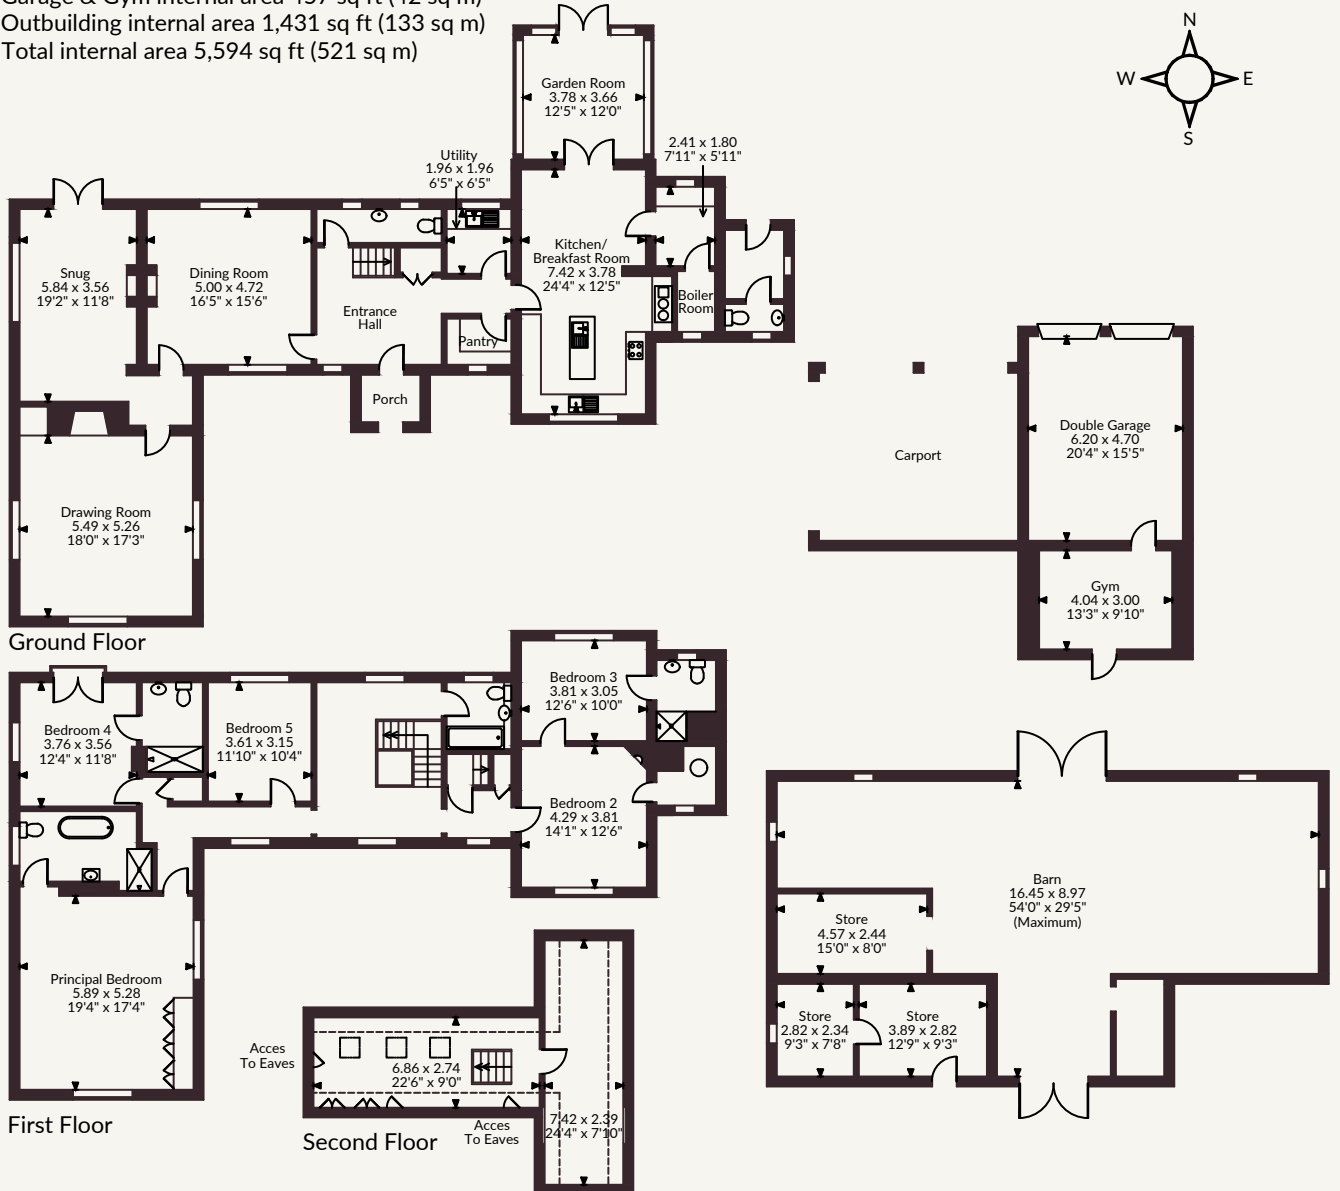 Garage & Gym internal area 457 sq ft (42 sq m)
Outbuilding internal area 1,431 sq ft (133 sq m)
Total internal area 5,594 sq ft (521 sq m)
N
W
E
S
Garden Room
3.78 x 3.66
12'5" x 12'0"
2.41 x 1.80
7'11" x 5'11"
Utility
1.96 x 1.96
6'5" x 6'5"
Snug
5.84 x 3.56
19'2" x 11'8"
Dining Room
5.00 x 4.72
16'5" x 15'6"
Kitchen/
Breakfast Room
7.42 x 3.78
24'4" x 12'5"
Boiler
Room
Entrance
Hall
Pantry
Porch
Carport
Double Garage
6.20 x 4.70
20'4" x 15'5"
Drawing Room
5.49 x 5.26
18'0" x 17'3"
Gym
4.04 x 3.00
13'3" x 9'10"
Ground Floor
Bedroom 3
3.81 x 3.05
12'6" x 10'0"
Bedroom 4
3.76 x 3.56
12'4" x 11'8"
Bedroom 5
3.61 x 3.15
11'10" x 10'4"
Bedroom 2
4.29 x 3.81
14'1" x 12'6"
Barn
16.45 x 8.97
54'0" x 29'5"
(Maximum)
Store
4.57 x 2.44
15'0" x 8'0"
Principal Bedroom
5.89 x 5.28
19'4" x 17'4"
Store
2.82 x 2.34
9'3" x 7'8"
Store
3.89 x 2.82
12'9" x 9'3"
Acces
To Eaves
6.86 x 2.74
22'6" x 9'0"
7.42 x 2.39
24'4" x 7'10"
First Floor
Second Floor
Acces
To Eaves